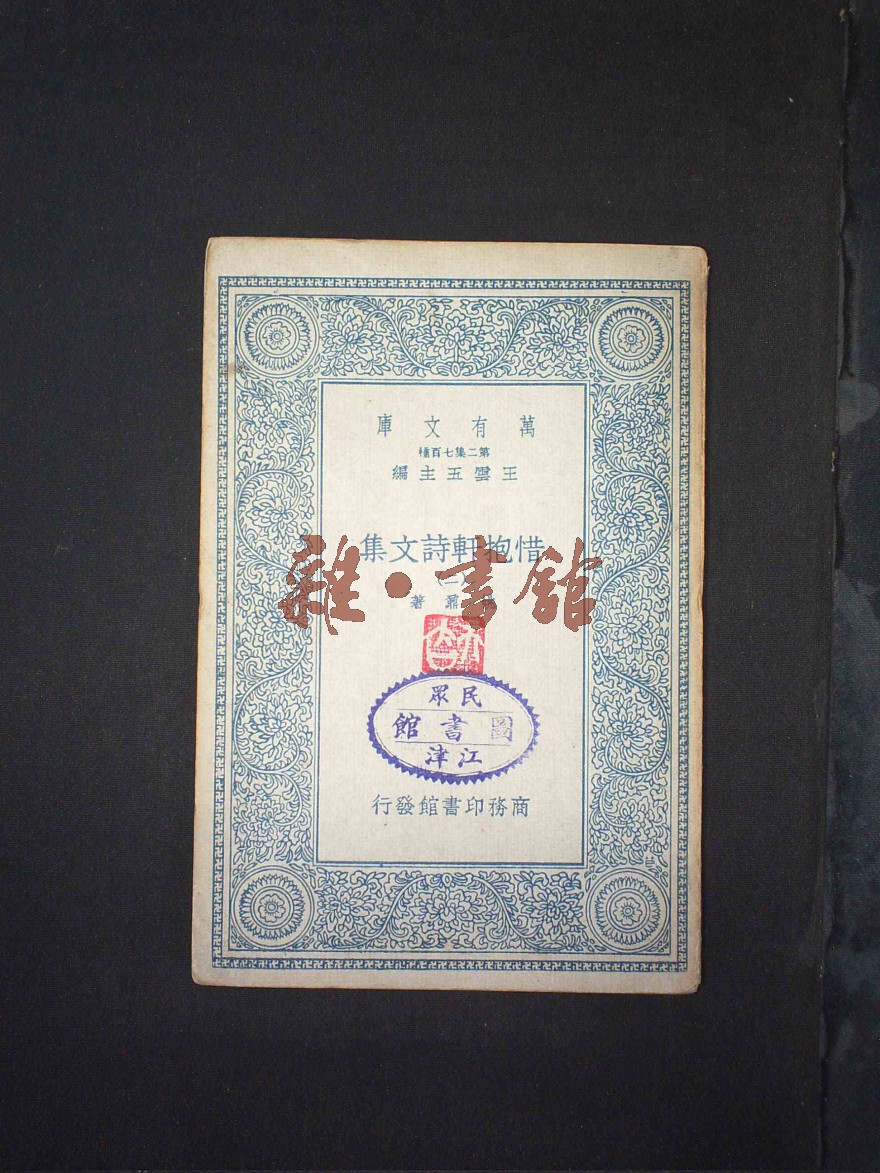 萬有文庫
第二集七百種
王雲五主編
惜抱軒詩文集
鼐著
雜·書館
民眾
圖書館
江津
商務印書館發行